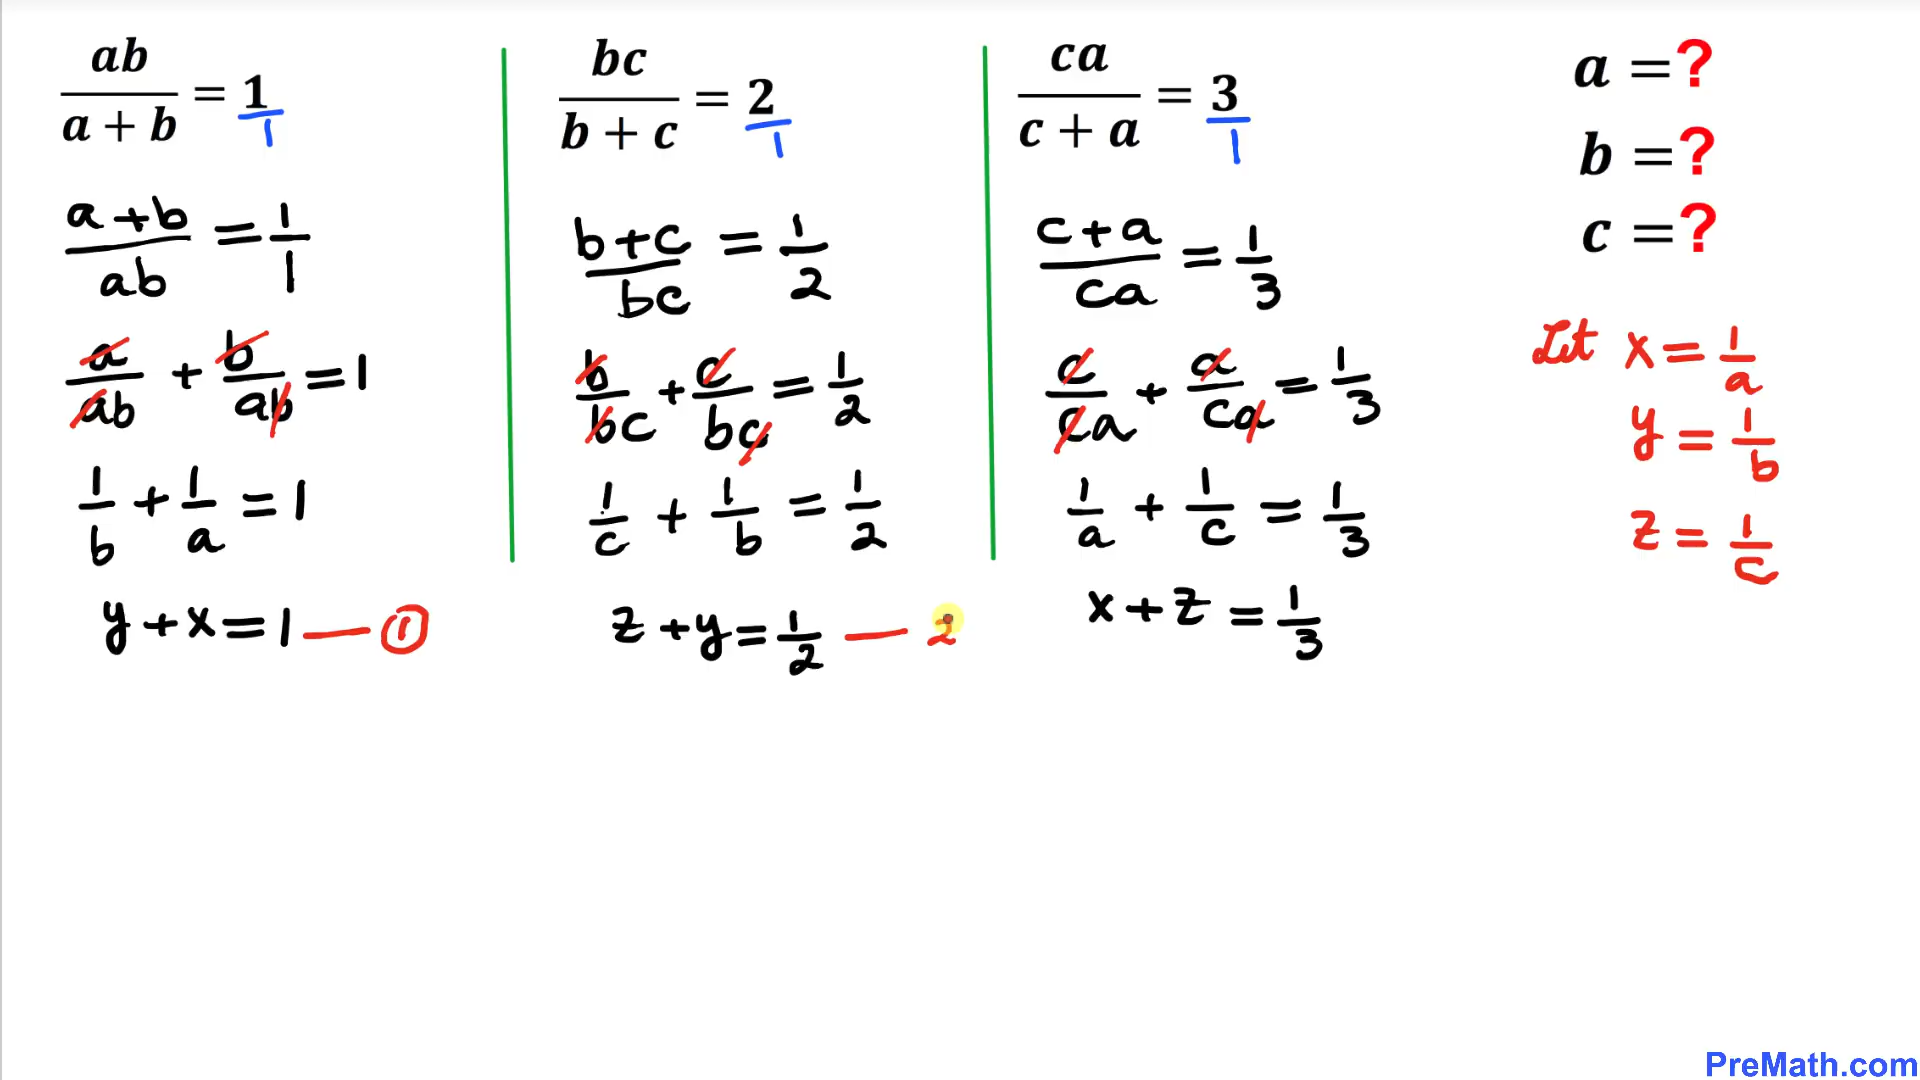 ab/(a + b) = 1/1
a+b/ab = 1/1
a/ab + b/ab = 1
1/b + 1/a = 1
y + x = 1 — ①
bc/(b + c) = 2/1
b+c/bc = 1/2
b/bc + c/bc = 1/2
1/c + 1/b = 1/2
z + y = 1/2 — 2
ca/(c + a) = 3/1
c+a/ca = 1/3
c/ca + a/ca = 1/3
1/a + 1/c = 1/3
x + z = 1/3
a =?
b =?
c =?
Let x = 1/a
y = 1/b
z = 1/c
PreMath.com